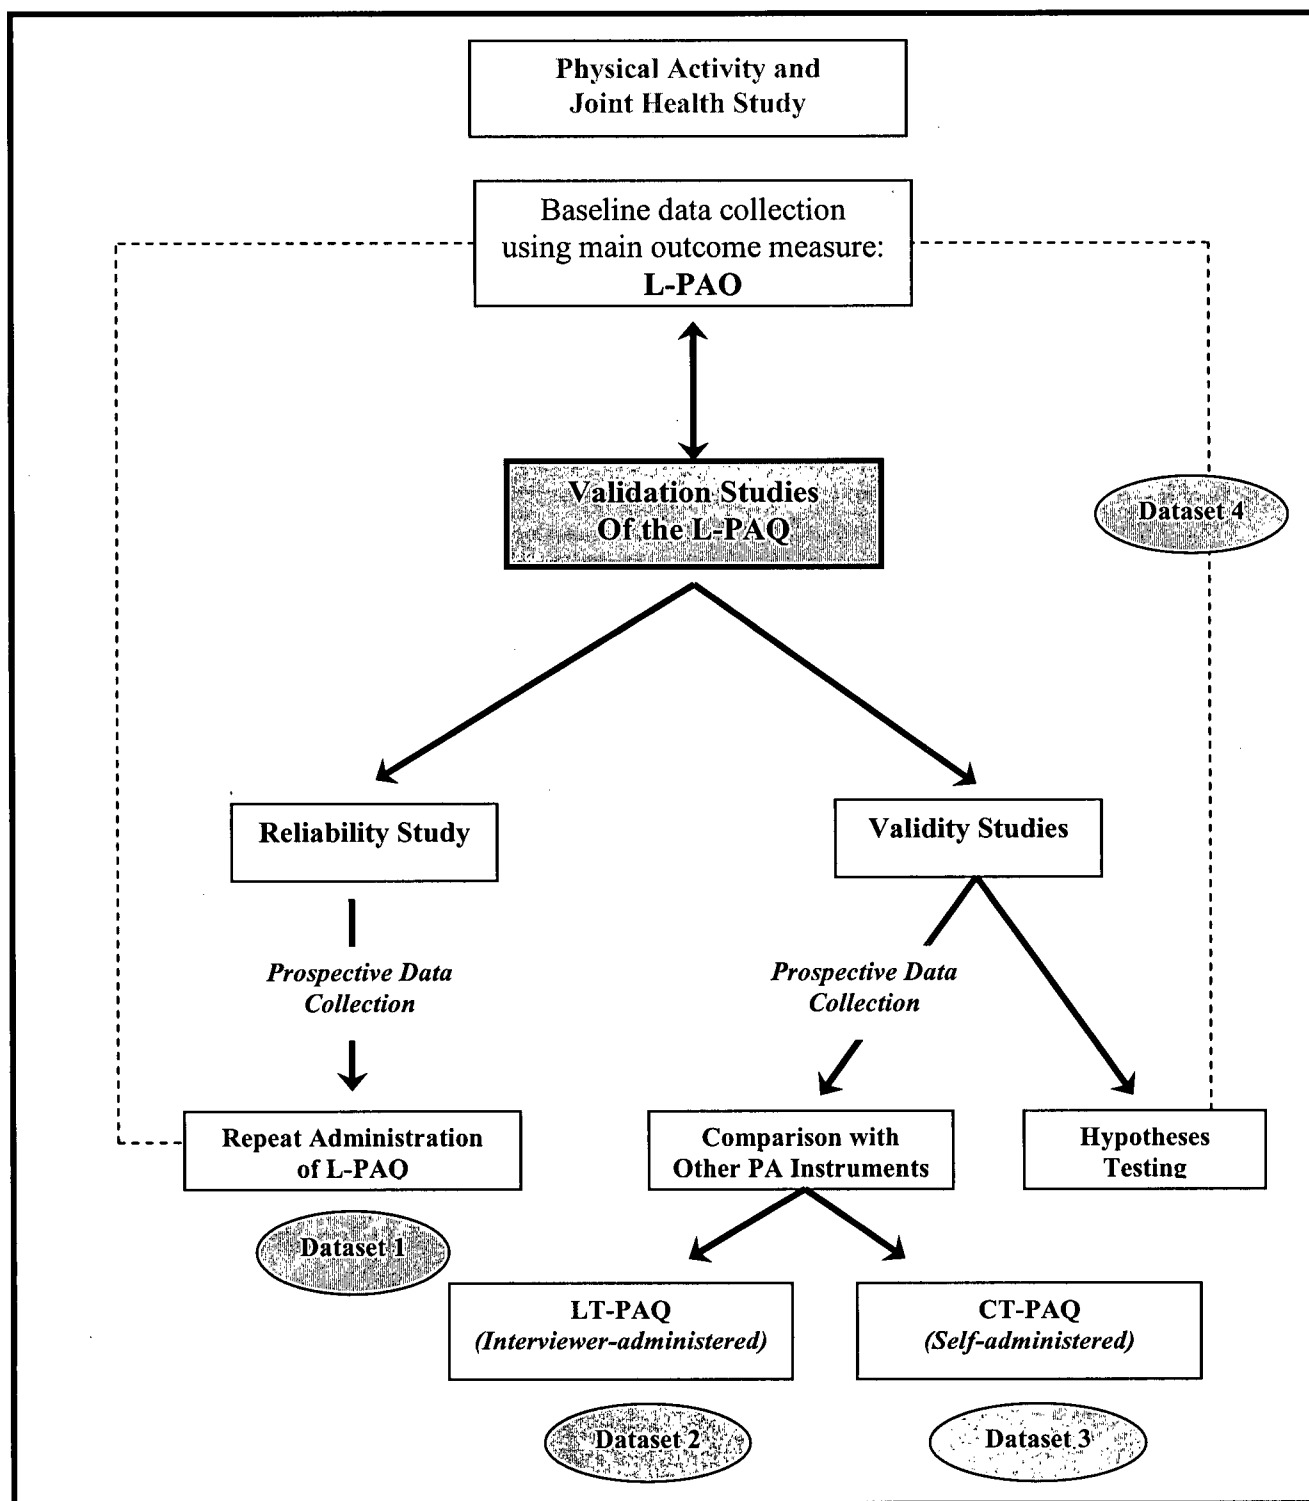 Physical Activity and
Joint Health Study
Baseline data collection
using main outcome measure:
L-PAO
Validation Studies
Of the L-PAQ
Dataset 4
Reliability Study
Validity Studies
Prospective Data
Collection
Prospective Data
Collection
Repeat Administration
of L-PAQ
Comparison with
Other PA Instruments
Hypotheses
Testing
Dataset 1
LT-PAQ
(Interviewer-administered)
CT-PAQ
(Self-administered)
Dataset 2
Dataset 3